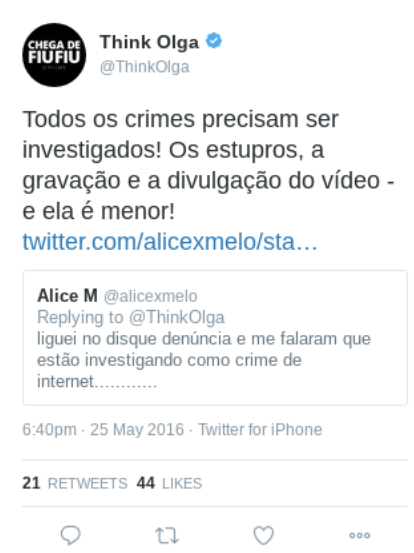 CHEGA DE
FIUFIU
Think Olga
@ThinkOlga
Todos os crimes precisam ser
investigados! Os estupros, a
gravação e a divulgação do vídeo -
e ela é menor!
twitter.com/alicexmelo/sta…
Alice M @alicexmelo
Replying to @ThinkOlga
liguei no disque denúncia e me falaram que
estão investigando como crime de
internet............
6:40pm · 25 May 2016 · Twitter for iPhone
21 RETWEETS 44 LIKES